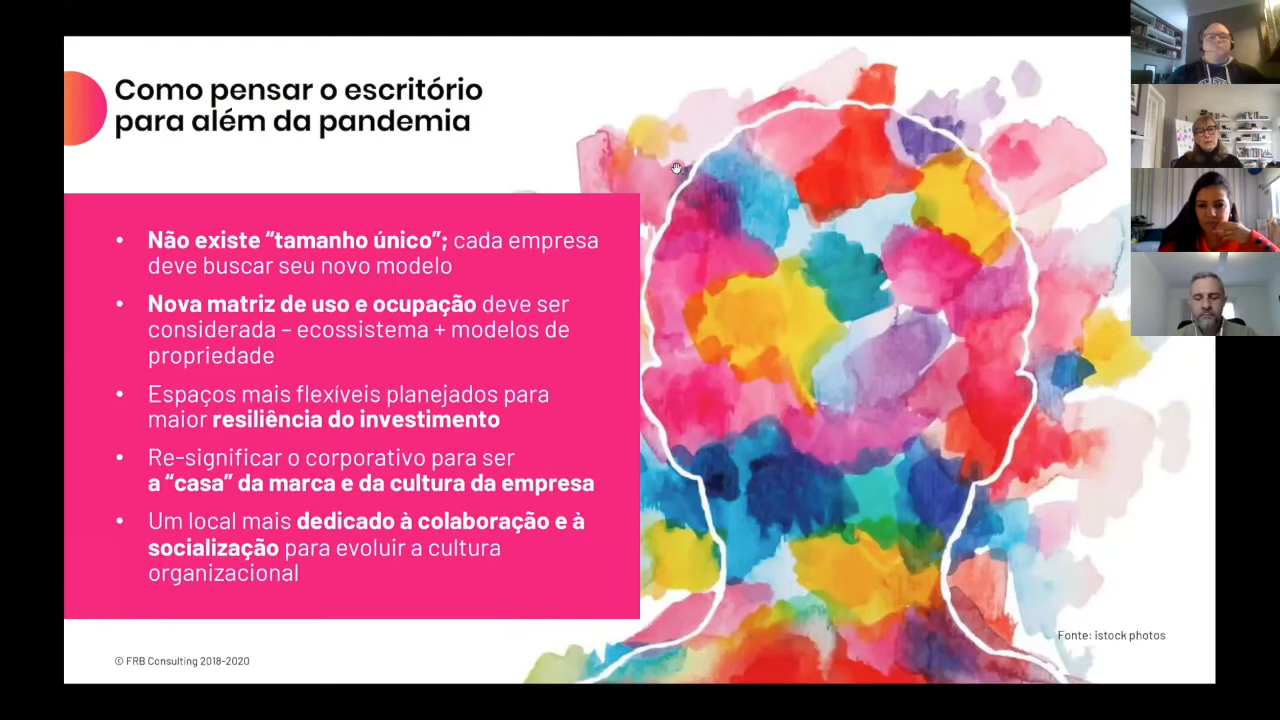 Como pensar o escritório
para além da pandemia
• Não existe “tamanho único”; cada empresa
deve buscar seu novo modelo
• Nova matriz de uso e ocupação deve ser
considerada – ecossistema + modelos de
propriedade
• Espaços mais flexíveis planejados para
maior resiliência do investimento
• Re-significar o corporativo para ser
a “casa” da marca e da cultura da empresa
• Um local mais dedicado à colaboração e à
socialização para evoluir a cultura
organizacional
Fonte: istock photos
© FRB Consulting 2018-2020